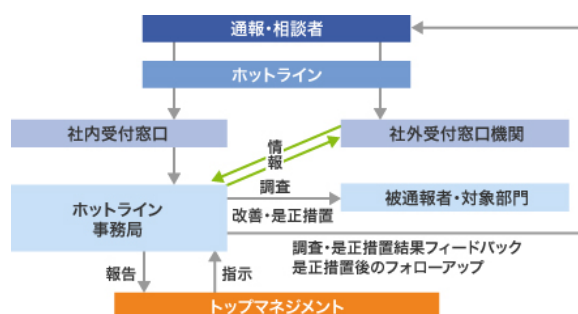 通報・相談者
ホットライン
社内受付窓口
社外受付窓口機関
情報
調査
改善・是正措置
被通報者・対象部門
ホットライン
事務局
調査・是正措置結果フィードバック
是正措置後のフォローアップ
報告
指示
トップマネジメント